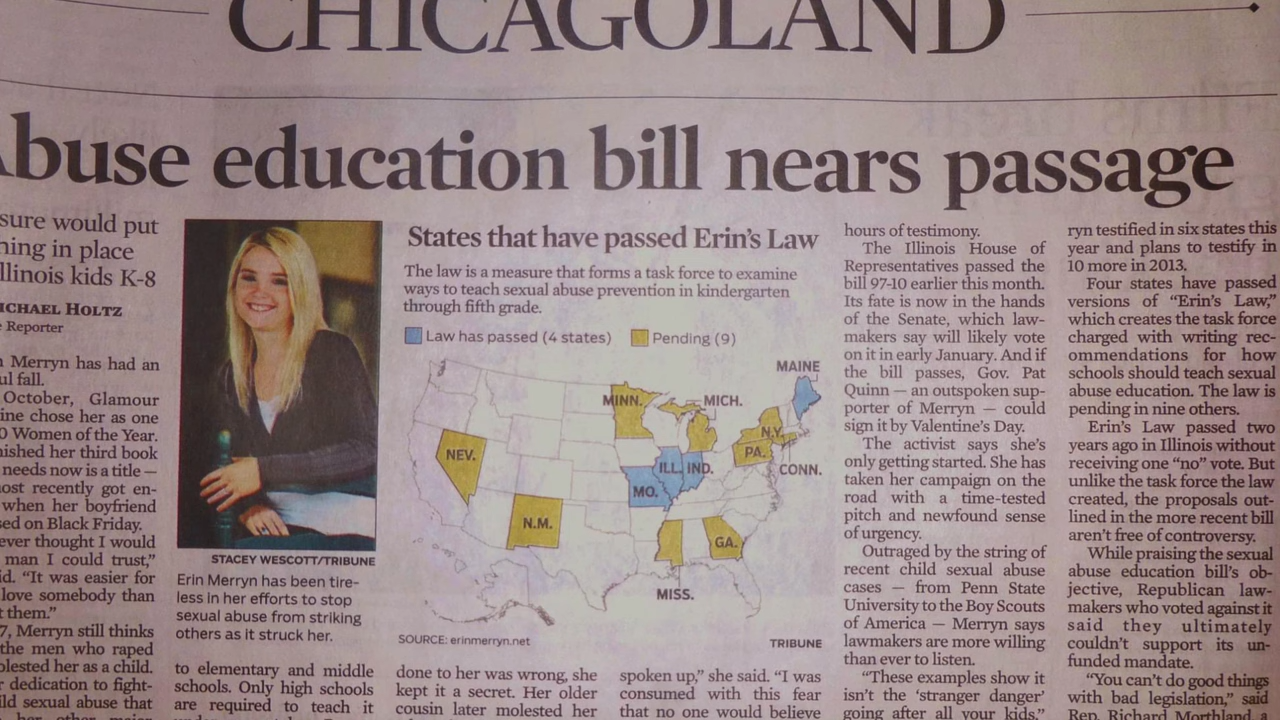 CHICAGOLAND
Abuse education bill nears passage
sure would put
ning in place
llinois kids K-8
MICHAEL HOLTZ
Reporter
n Merryn has had an
ul fall.
October, Glamour
ine chose her as one
0 Women of the Year.
nished her third book
needs now is a title —
ost recently got en-
when her boyfriend
sed on Black Friday.
ever thought I would
man I could trust,"
id. "It was easier for
love somebody than
t them."
7, Merryn still thinks
the men who raped
olested her as a child.
r dedication to fight-
ild sexual abuse that
her other major
STACEY WESCOTT/TRIBUNE
Erin Merryn has been tire-
less in her efforts to stop
sexual abuse from striking
others as it struck her.
to elementary and middle
schools. Only high schools
are required to teach it
States that have passed Erin's Law
The law is a measure that forms a task force to examine
ways to teach sexual abuse prevention in kindergarten
through fifth grade.
Law has passed (4 states)
Pending (9)
MAINE
MINN.
MICH.
N.Y.
NEV.
PA.
ILL.
IND.
CONN.
MO.
N.M.
GA.
MISS.
SOURCE: erinmerryn.net
TRIBUNE
done to her was wrong, she
kept it a secret. Her older
cousin later molested her
spoken up," she said. "I was
consumed with this fear
that no one would believe
hours of testimony.
The Illinois House of
Representatives passed the
bill 97-10 earlier this month.
Its fate is now in the hands
of the Senate, which law-
makers say will likely vote
on it in early January. And if
the bill passes, Gov. Pat
Quinn — an outspoken sup-
porter of Merryn — could
sign it by Valentine's Day.
The activist says she's
only getting started. She has
taken her campaign on the
road with a time-tested
pitch and newfound sense
of urgency.
Outraged by the string of
recent child sexual abuse
cases — from Penn State
University to the Boy Scouts
of America — Merryn says
lawmakers are more willing
than ever to listen.
"These examples show it
isn't the 'stranger danger'
going after all your kids,"
ryn testified in six states this
year and plans to testify in
10 more in 2013.
Four states have passed
versions of "Erin's Law,"
which creates the task force
charged with writing rec-
ommendations for how
schools should teach sexual
abuse education. The law is
pending in nine others.
Erin's Law passed two
years ago in Illinois without
receiving one "no" vote. But
unlike the task force the law
created, the proposals out-
lined in the more recent bill
aren't free of controversy.
While praising the sexual
abuse education bill's ob-
jective, Republican law-
makers who voted against it
said they ultimately
couldn't support its un-
funded mandate.
"You can't do good things
with bad legislation," said
Rep. Richard